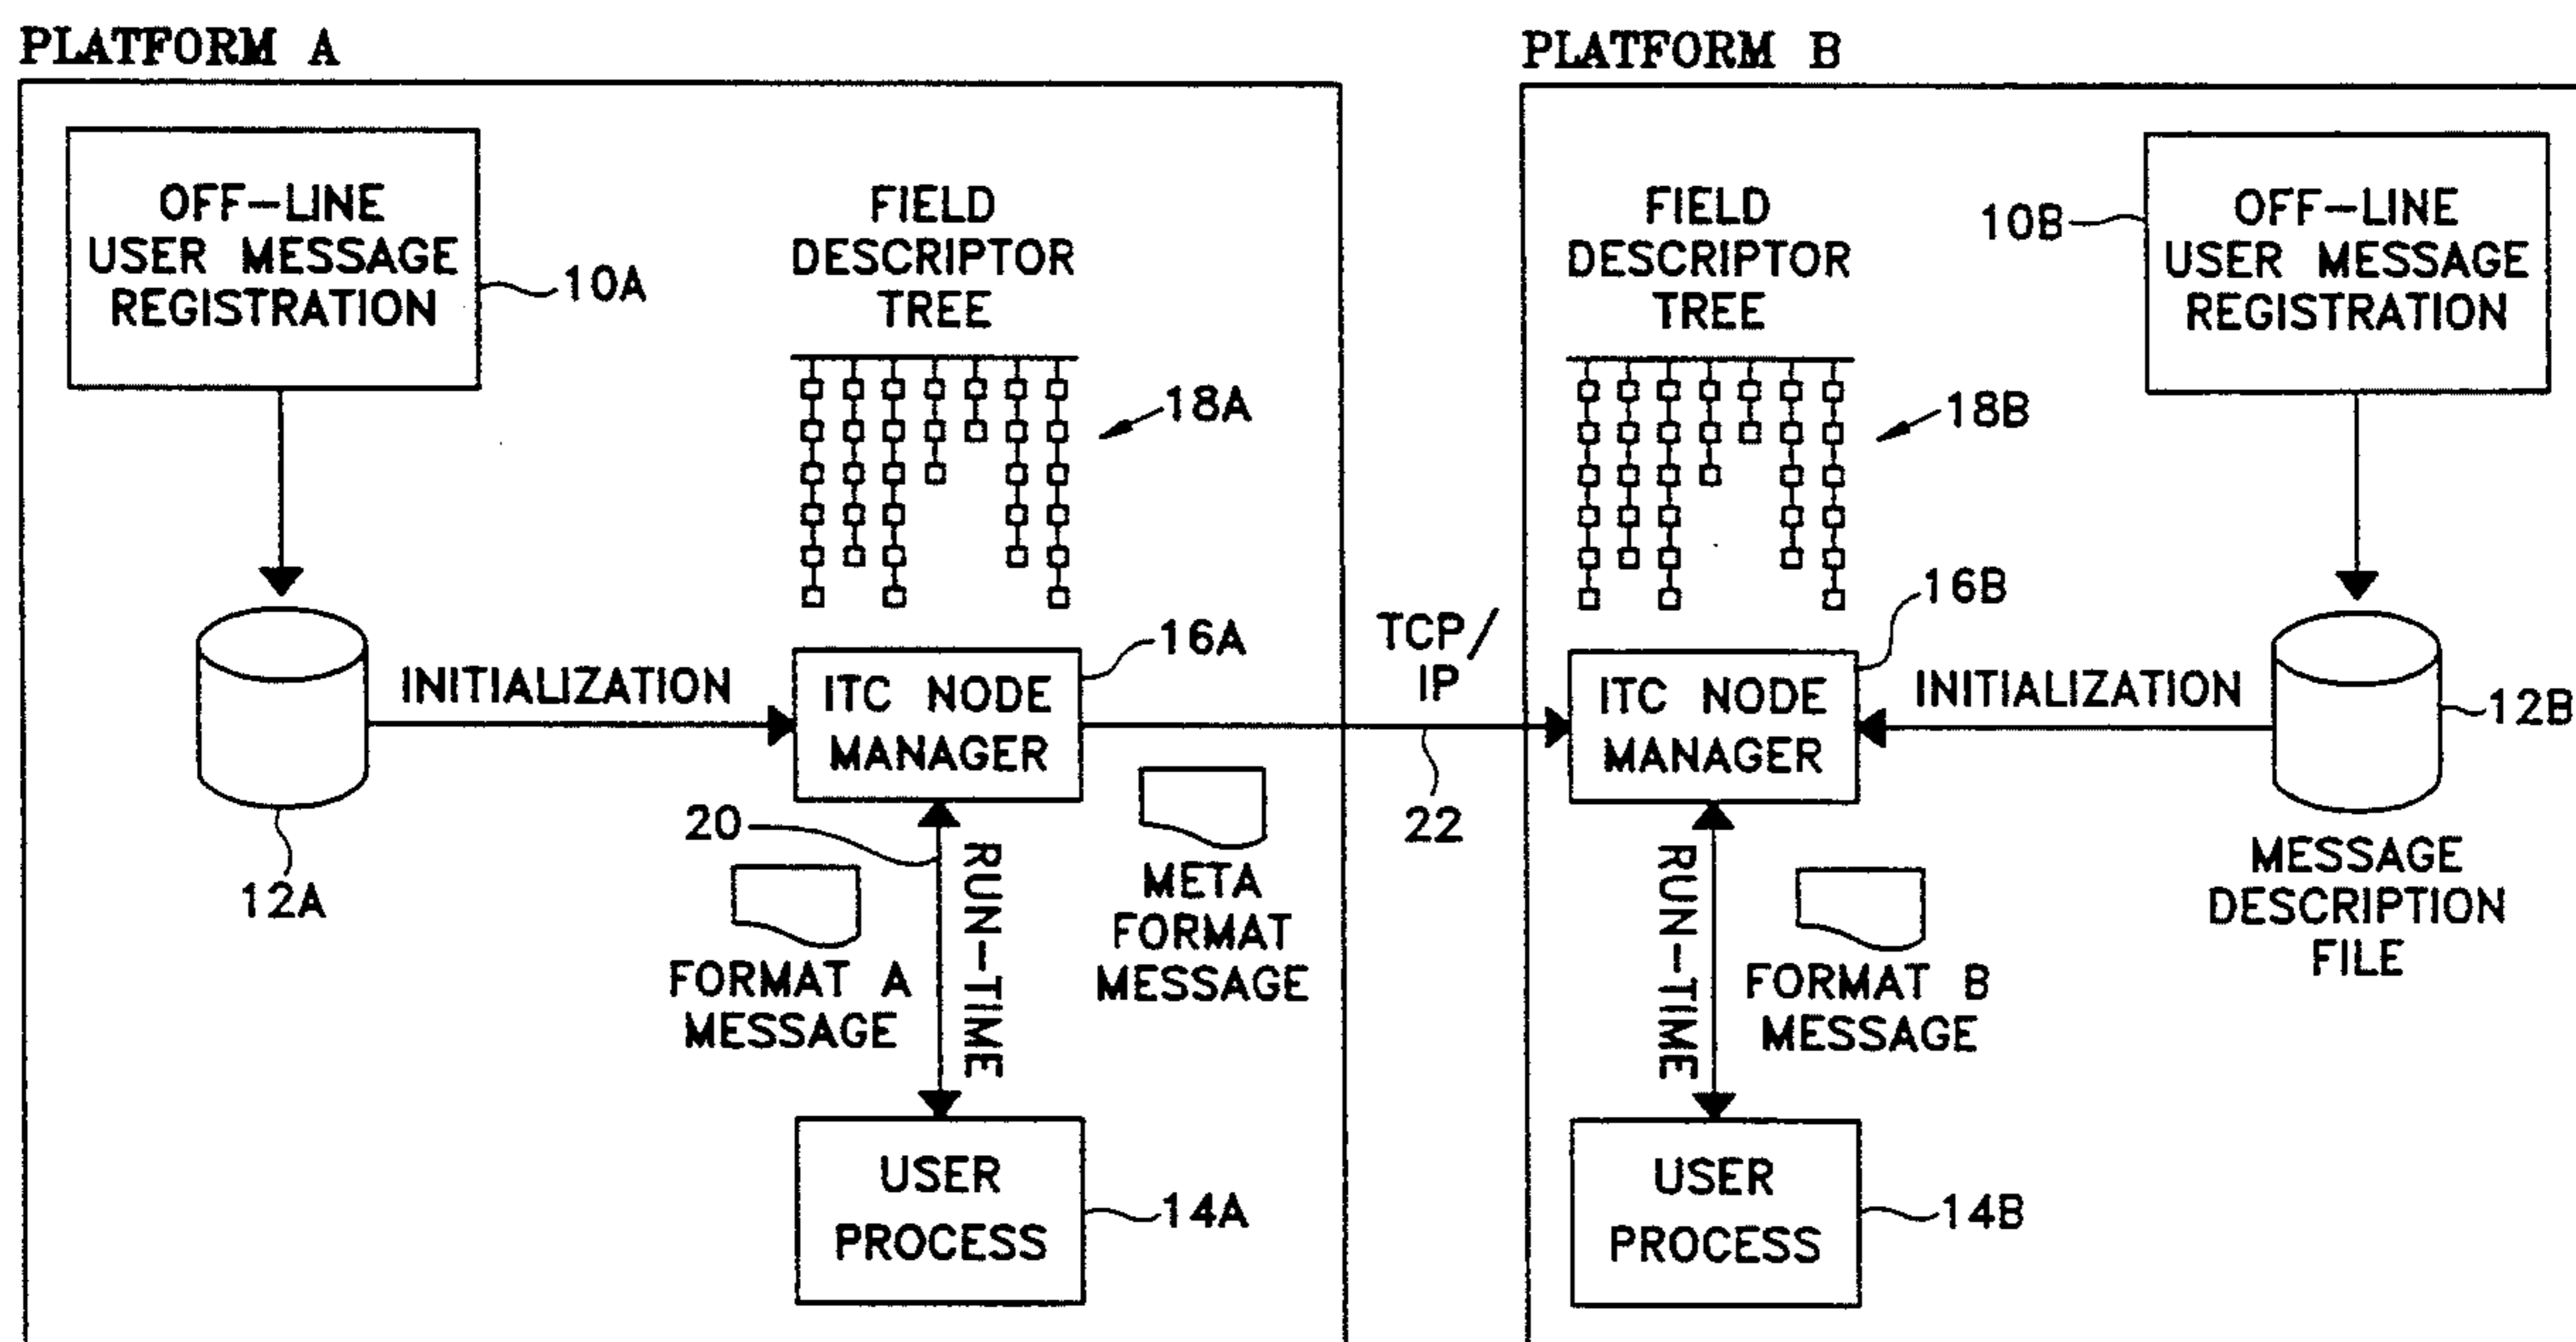 PLATFORM A
OFF-LINE
USER MESSAGE
REGISTRATION
10A
FIELD
DESCRIPTOR
TREE
18A
INITIALIZATION
12A
ITC NODE
MANAGER
16A
20
RUN-TIME
FORMAT A
MESSAGE
META
FORMAT
MESSAGE
USER
PROCESS
14A
TCP/
IP
22
PLATFORM B
FIELD
DESCRIPTOR
TREE
18B
10B
OFF-LINE
USER MESSAGE
REGISTRATION
16B
ITC NODE
MANAGER
INITIALIZATION
12B
MESSAGE
DESCRIPTION
FILE
RUN-TIME
FORMAT B
MESSAGE
USER
PROCESS
14B